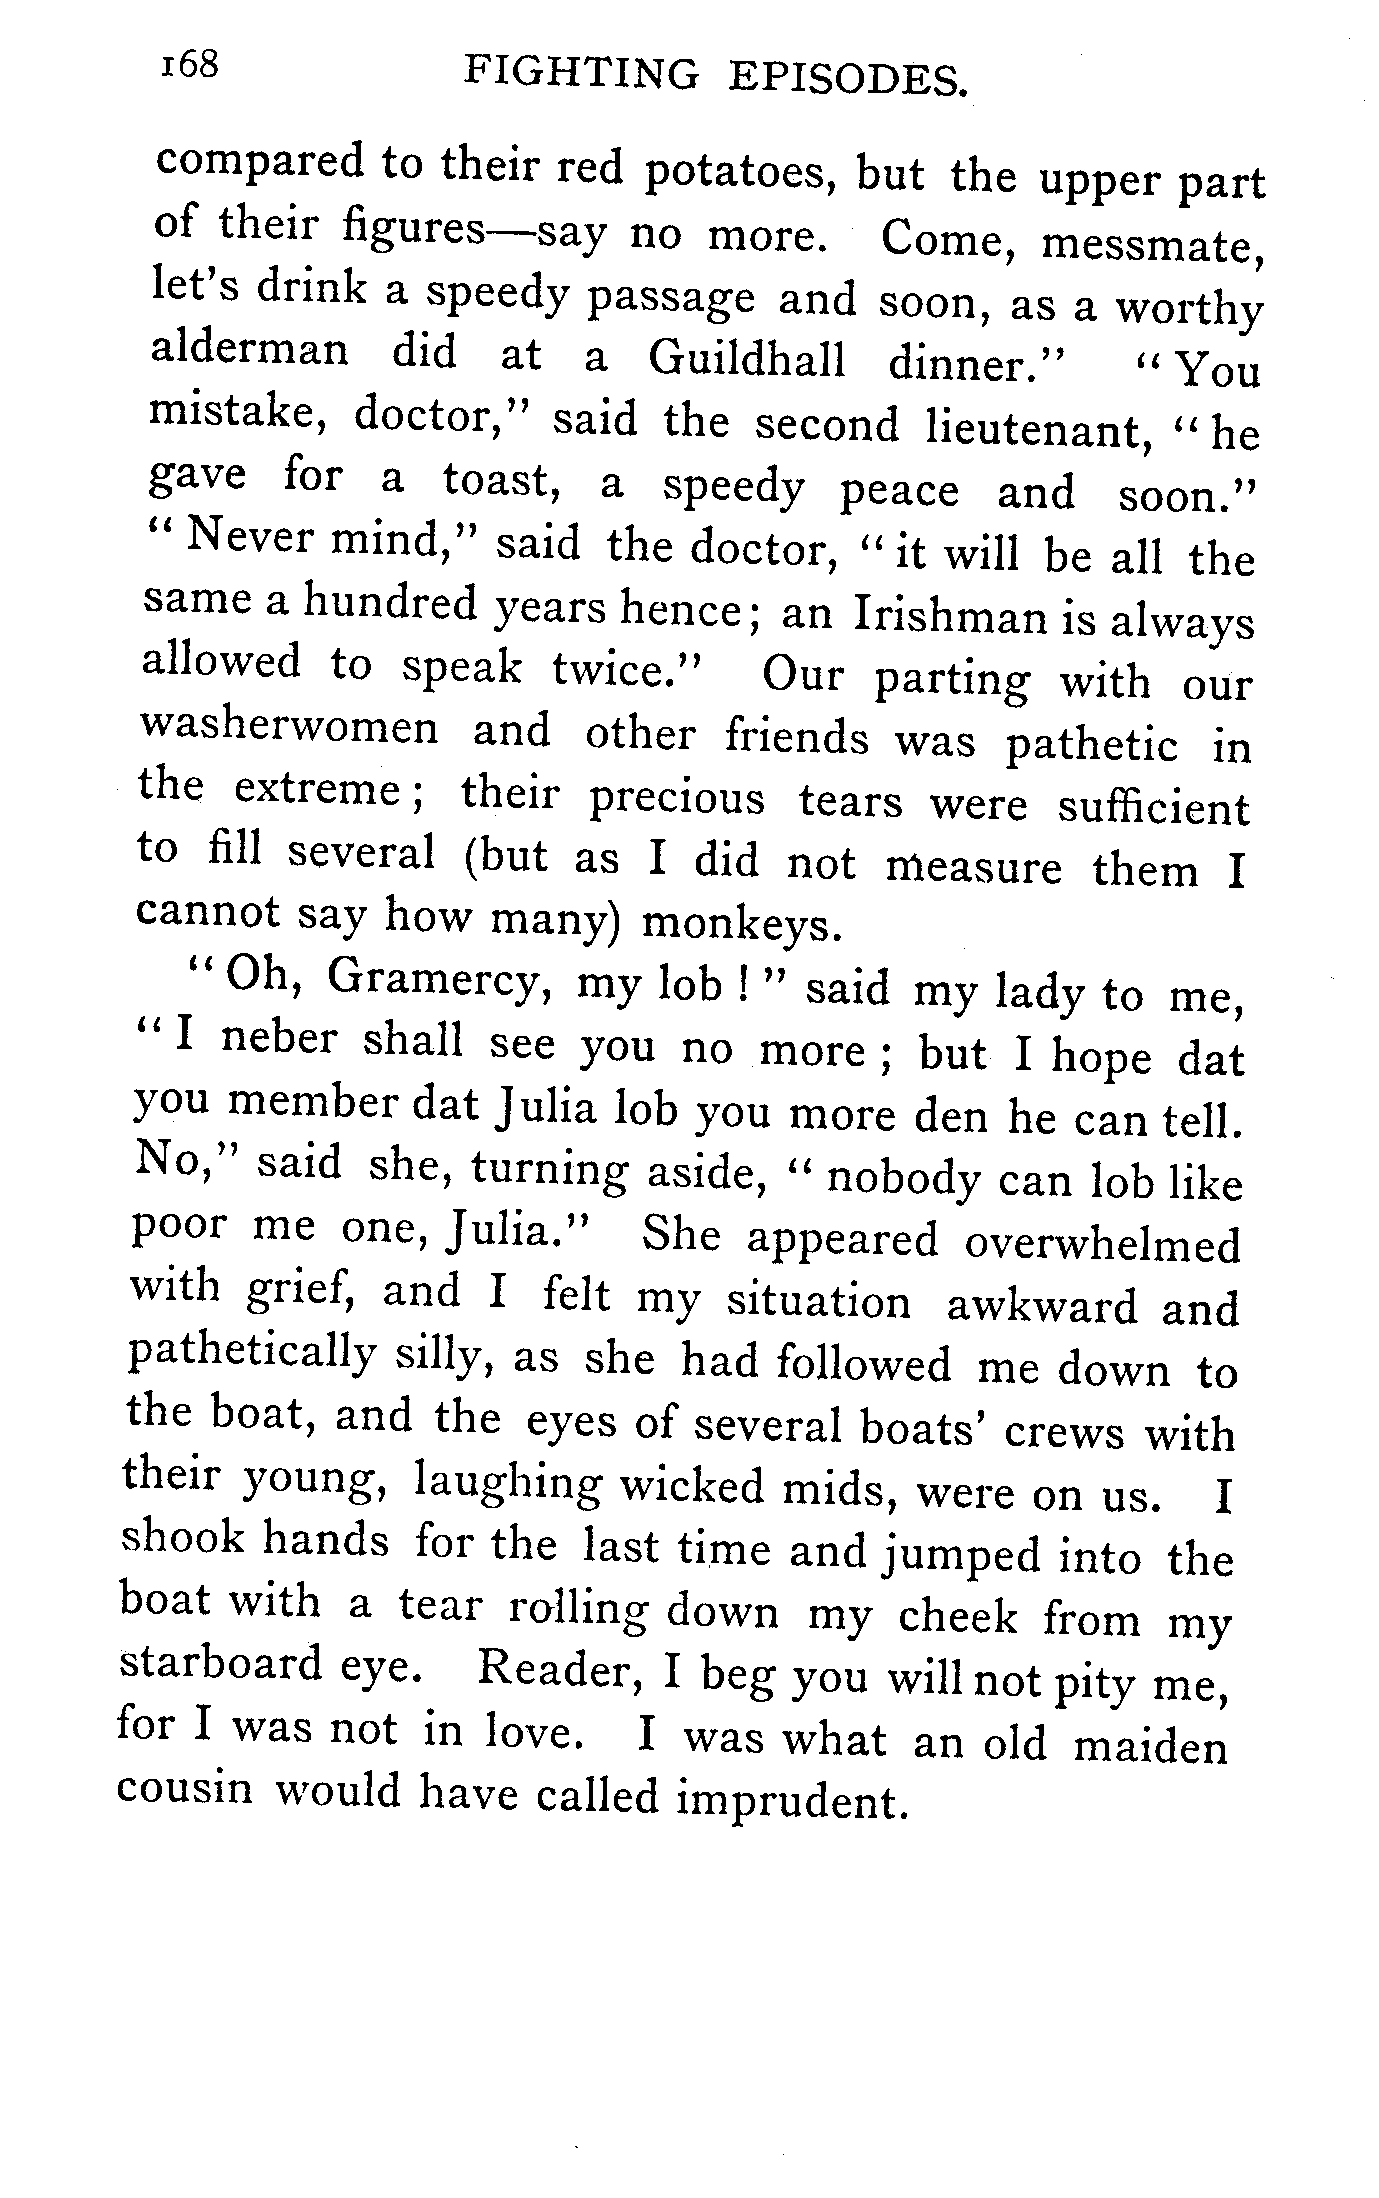 168 FIGHTING EPISODES.
compared to their red potatoes, but the upper part
of their figures—say no more. Come, messmate,
let's drink a speedy passage and soon, as a worthy
alderman did at a Guildhall dinner." "You
mistake, doctor," said the second lieutenant, "he
gave for a toast, a speedy peace and soon."
"Never mind," said the doctor, "it will be all the
same a hundred years hence; an Irishman is always
allowed to speak twice." Our parting with our
washerwomen and other friends was pathetic in
the extreme; their precious tears were sufficient
to fill several (but as I did not measure them I
cannot say how many) monkeys.
"Oh, Gramercy, my lob!" said my lady to me,
"I neber shall see you no more; but I hope dat
you member dat Julia lob you more den he can tell.
No," said she, turning aside, "nobody can lob like
poor me one, Julia." She appeared overwhelmed
with grief, and I felt my situation awkward and
pathetically silly, as she had followed me down to
the boat, and the eyes of several boats' crews with
their young, laughing wicked mids, were on us. I
shook hands for the last time and jumped into the
boat with a tear rolling down my cheek from my
starboard eye. Reader, I beg you will not pity me,
for I was not in love. I was what an old maiden
cousin would have called imprudent.